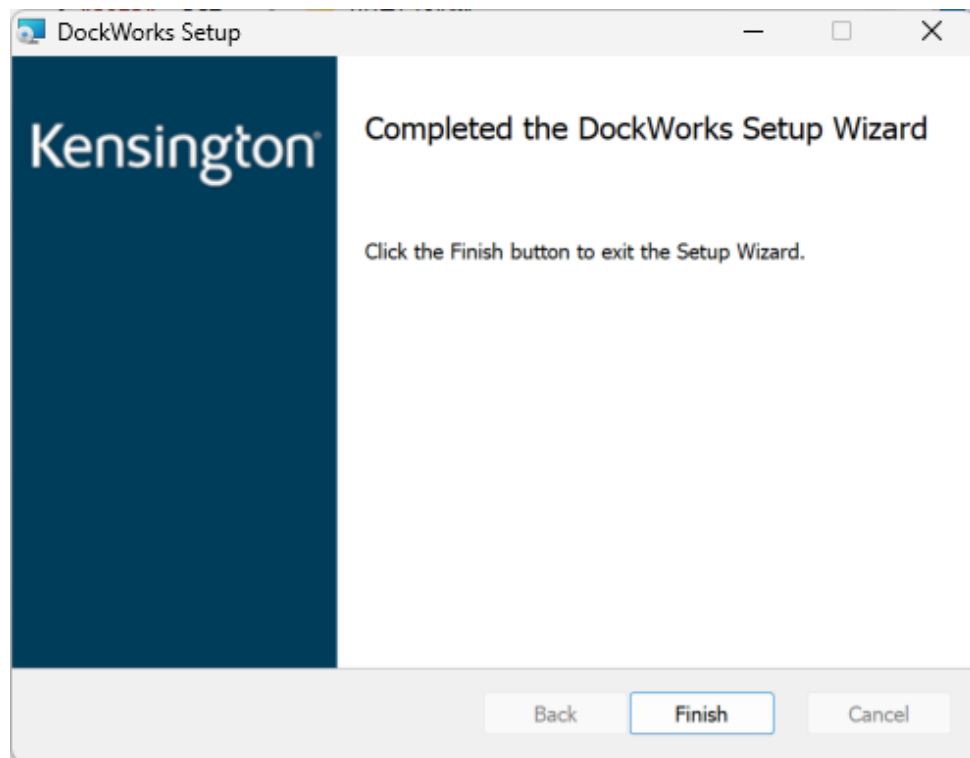 DockWorks Setup
Kensington
Completed the DockWorks Setup Wizard
Click the Finish button to exit the Setup Wizard.
Back
Finish
Cancel